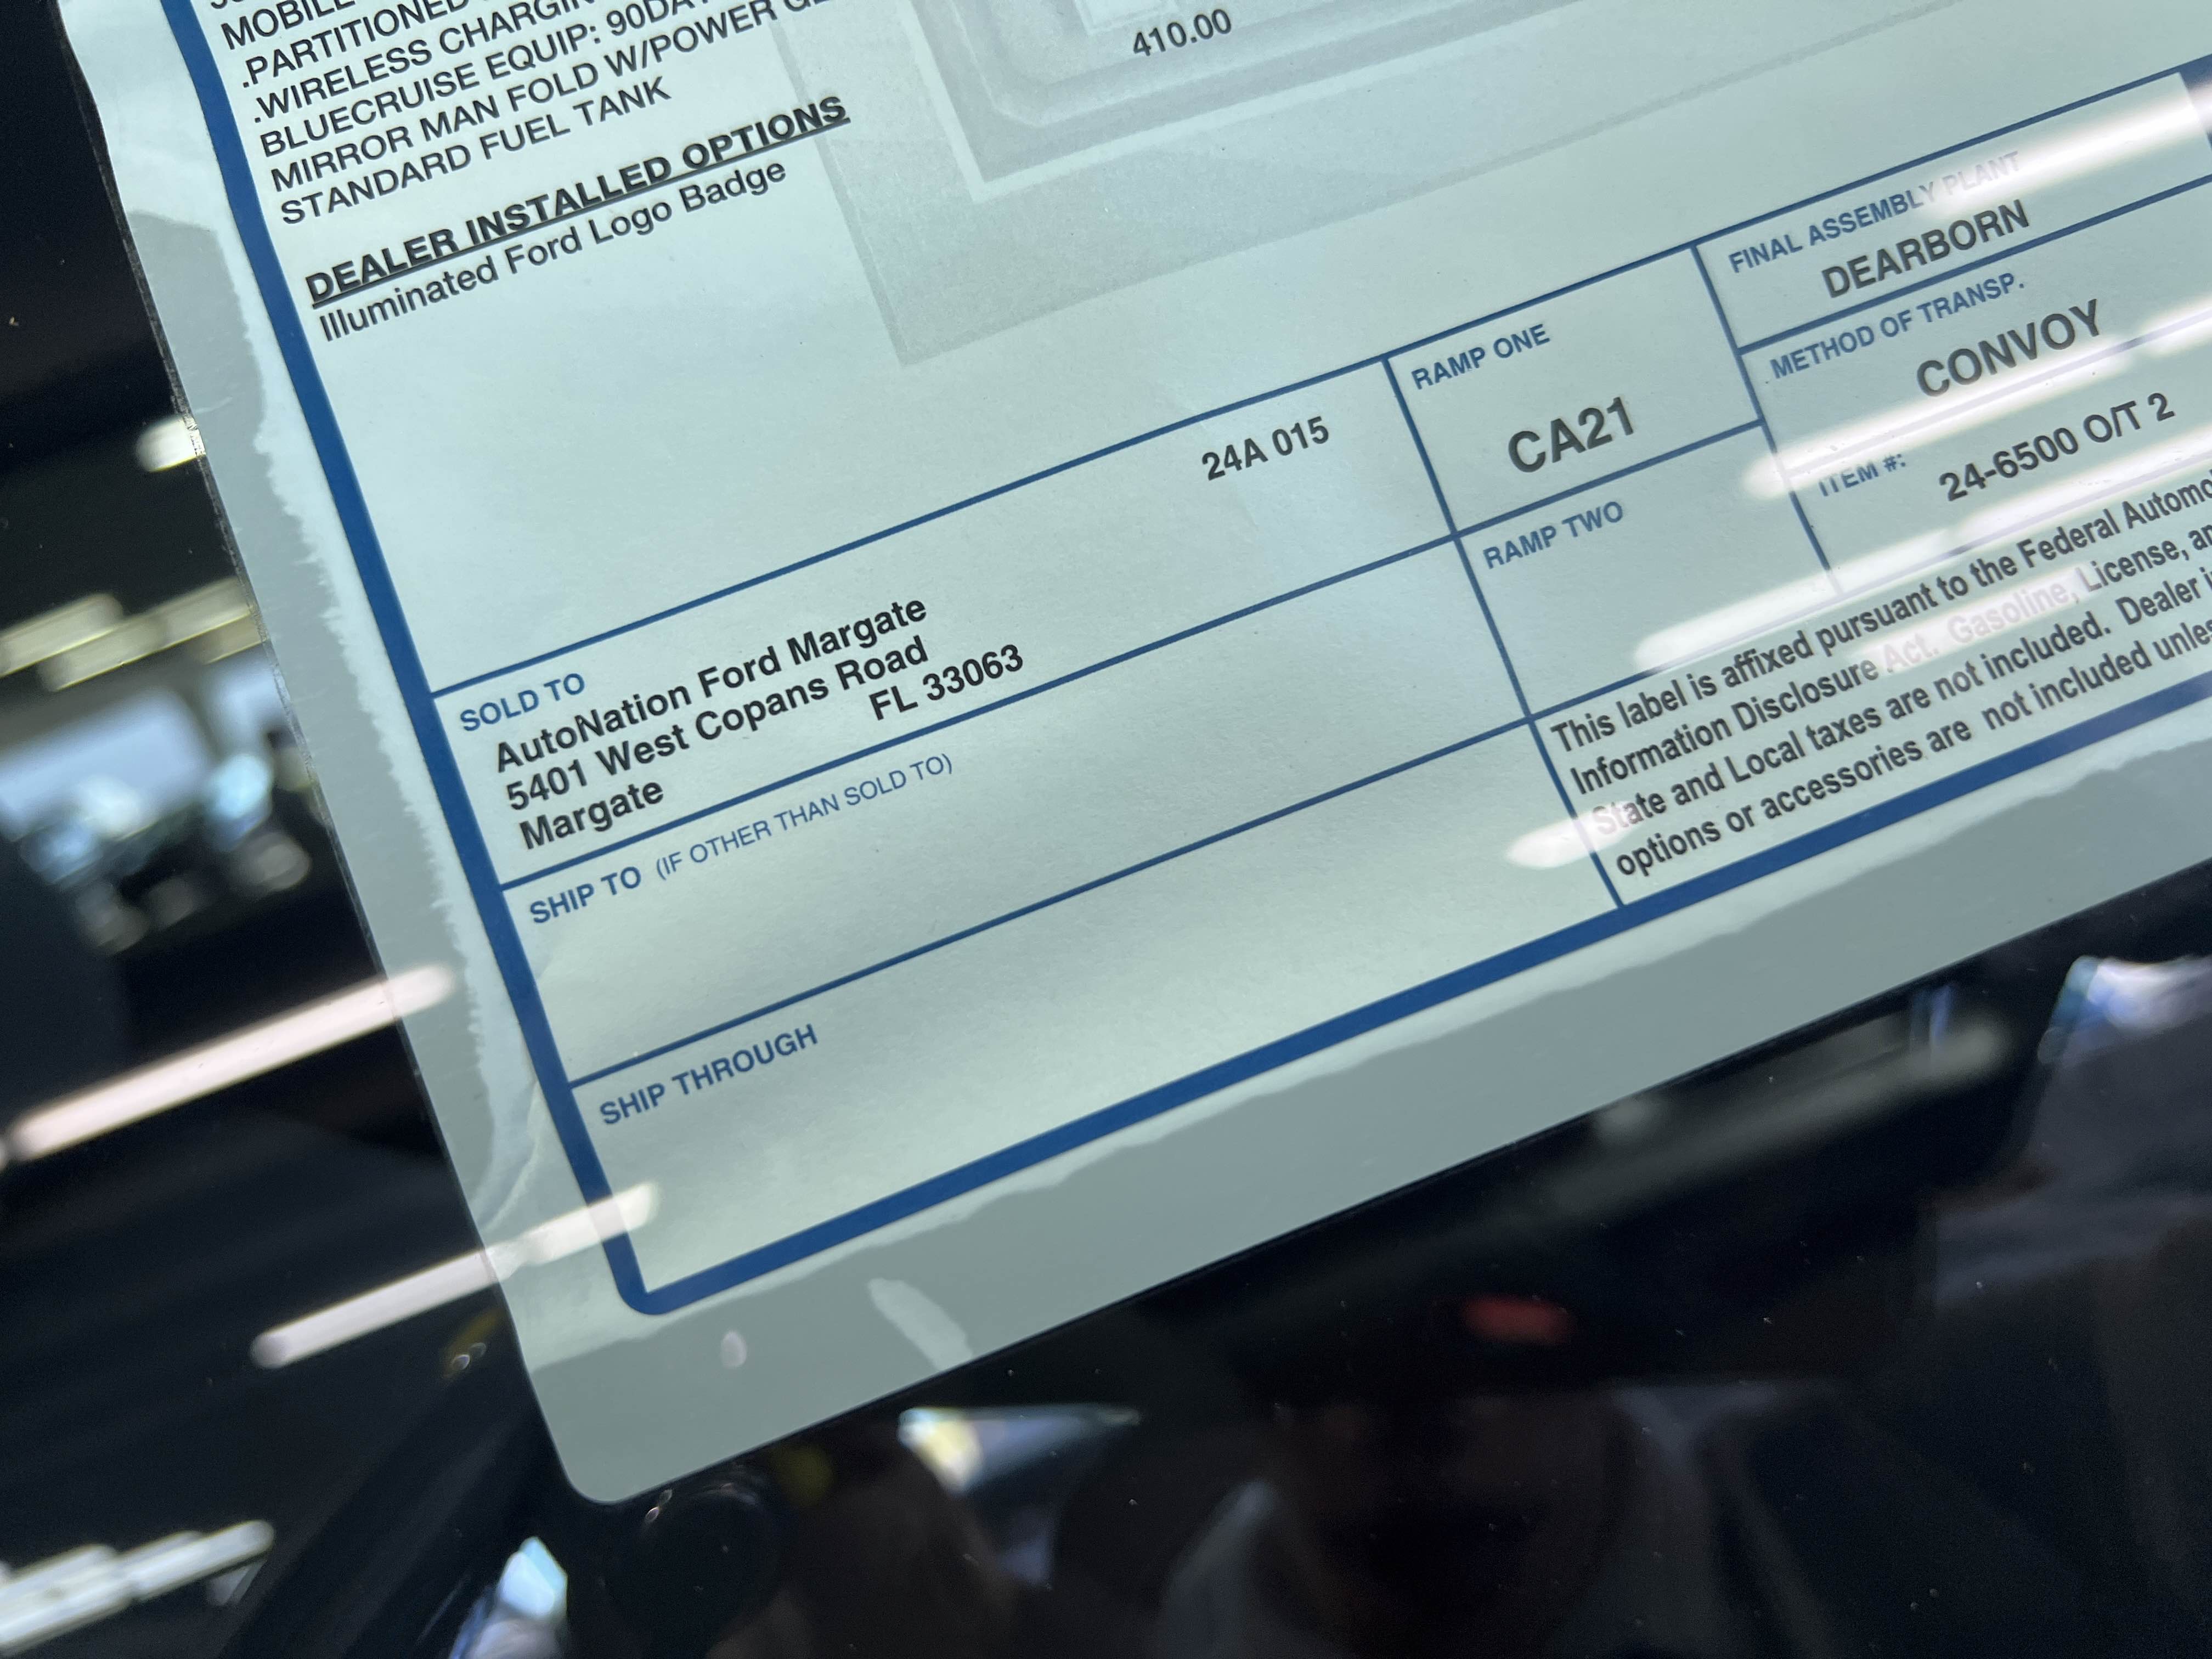 MOBILE
.PARTITIONED
.WIRELESS
BLUECRUISE EQUIP:
MIRROR MAN FOLD W/POWER
STANDARD FUEL TANK
410.00
DEALER INSTALLED OPTIONS
Illuminated Ford Logo Badge
SOLD TO
24A 015
AutoNation Ford Margate
5401 West Copans Road
Margate FL 33063
SHIP TO (IF OTHER THAN SOLD TO)
SHIP THROUGH
RAMP ONE
CA21
RAMP TWO
FINAL ASSEMBLY PLANT
DEARBORN
METHOD OF TRANSP.
CONVOY
ITEM #:
24-6500 O/T 2
This label is affixed pursuant to the Federal
Information Disclosure Act. Gasoline, License,
State and Local taxes are not included. Dealer
options or accessories are not included